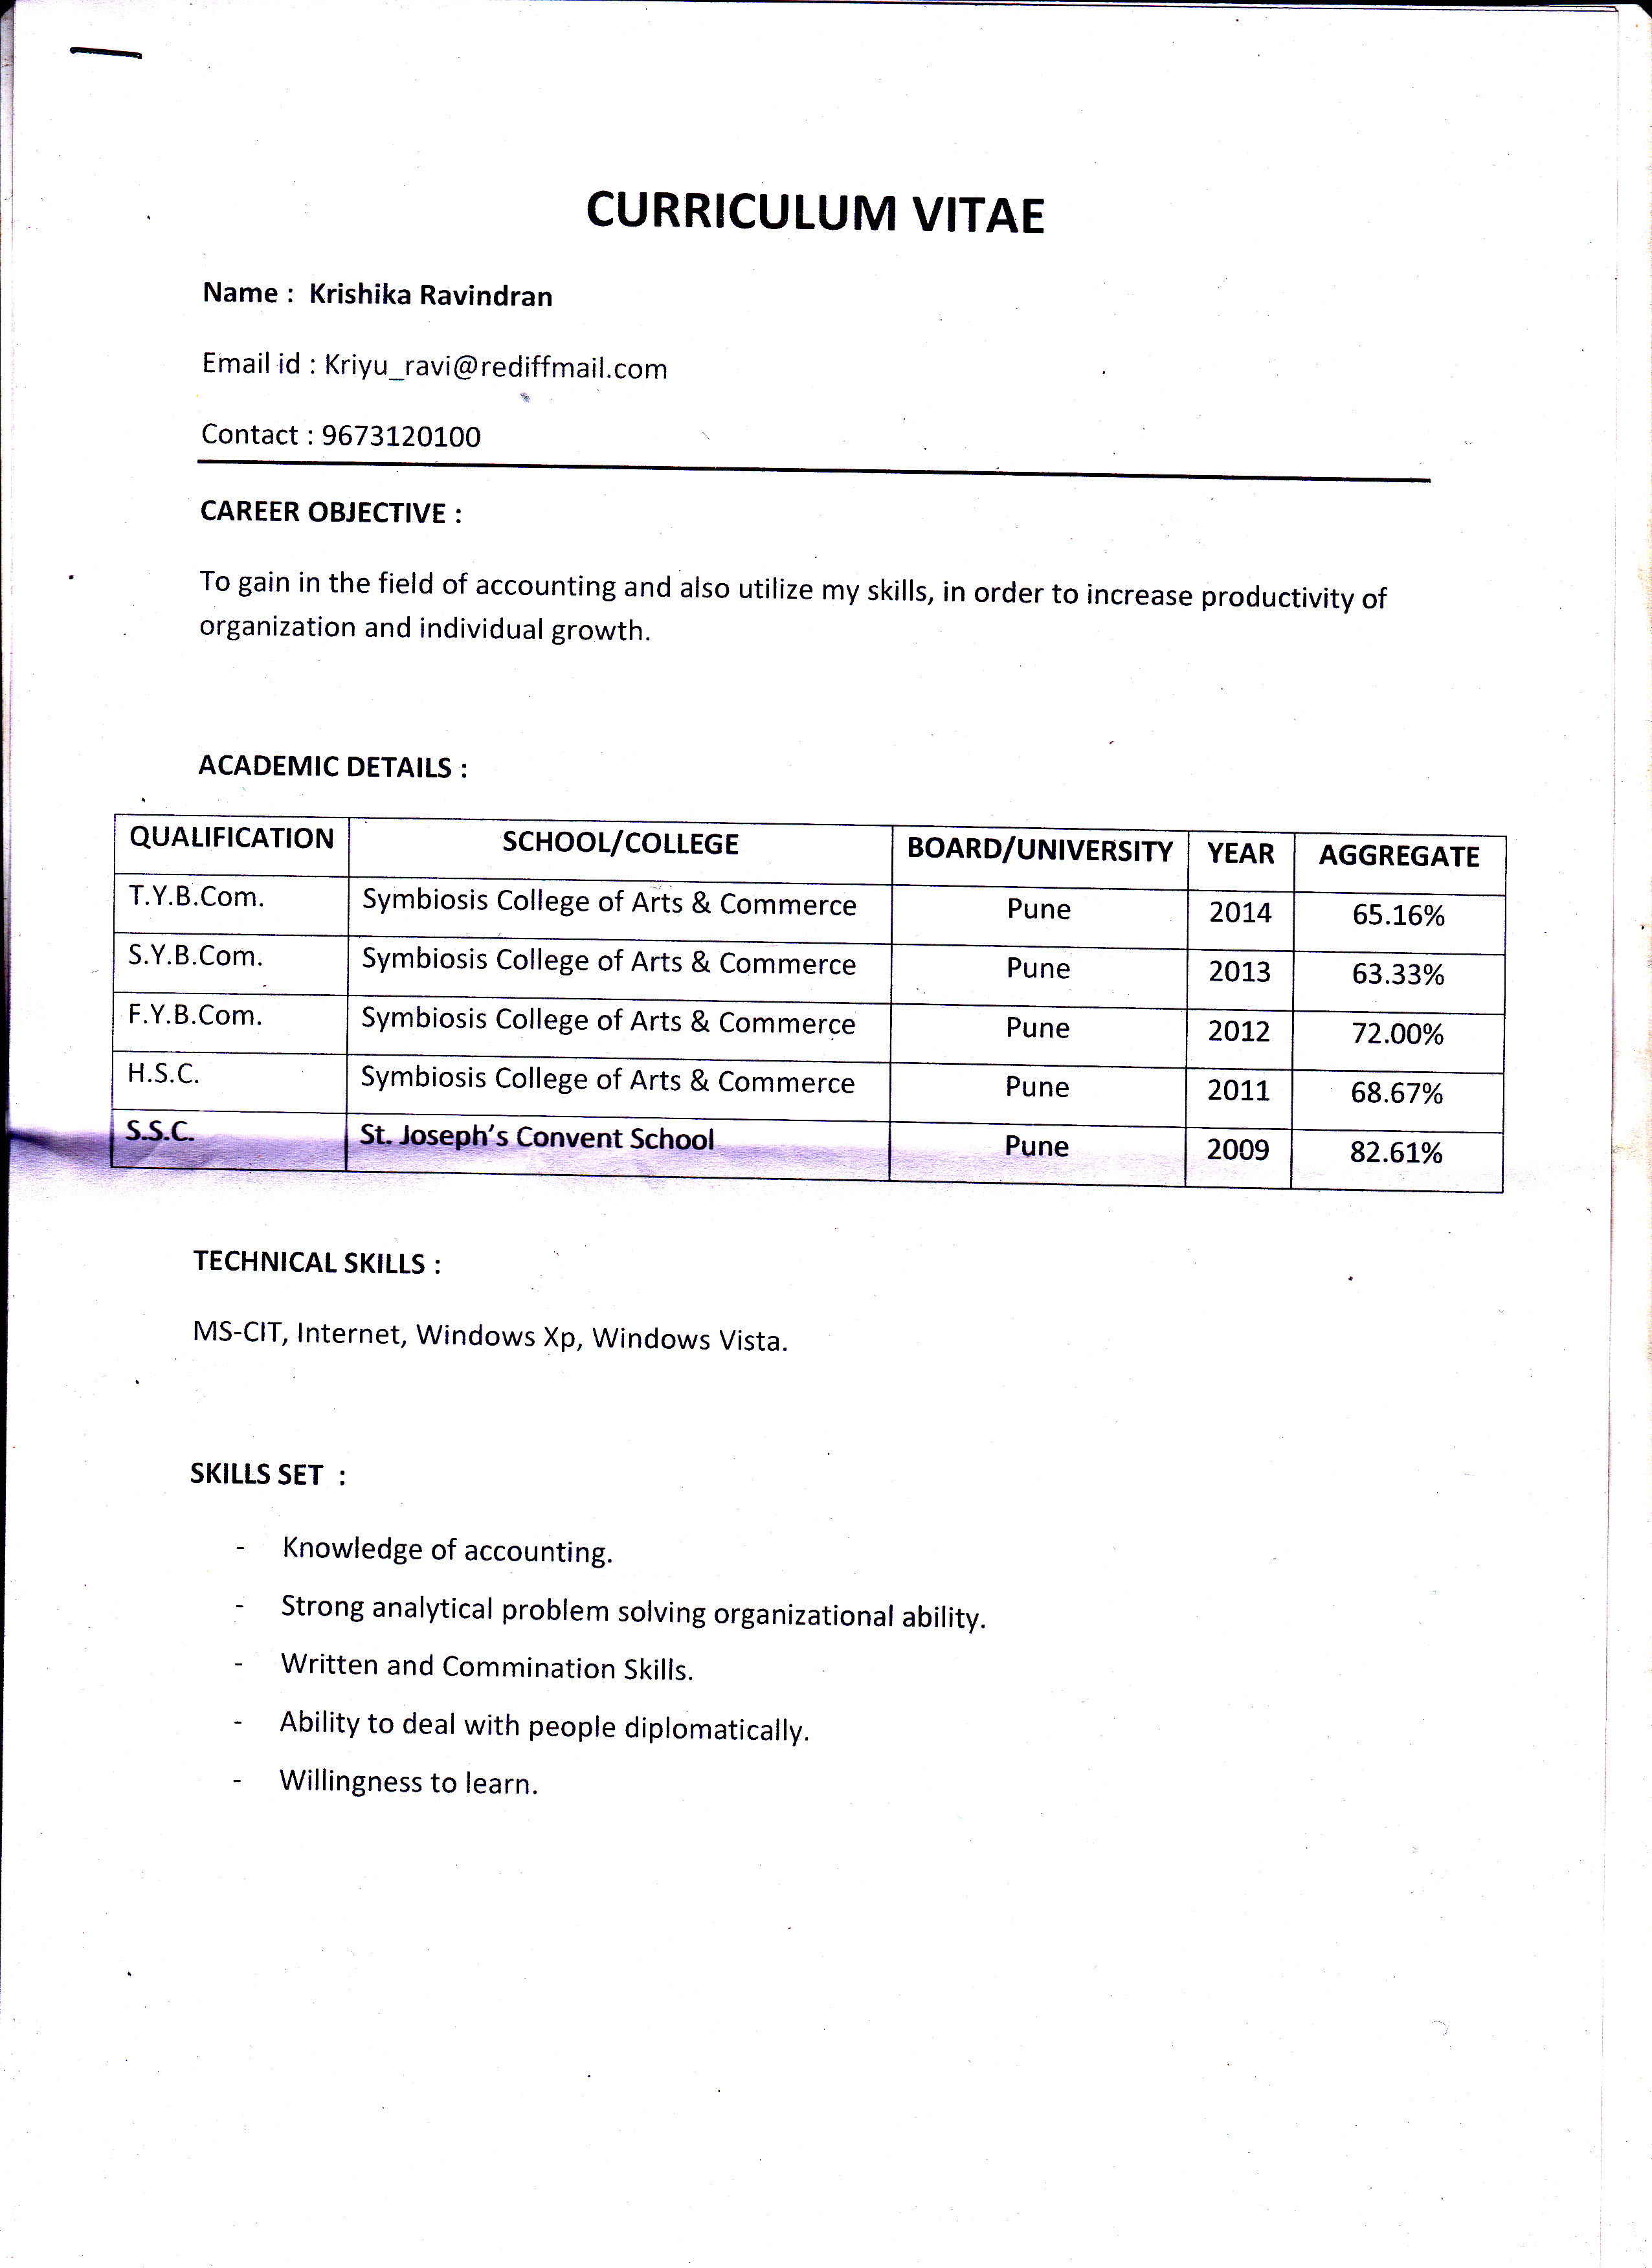 CURRICULUM VITAE
Name : Krishika Ravindran
Email id : Kriyu_ravi@rediffmail.com
Contact : 9673120100
CAREER OBJECTIVE :
To gain in the field of accounting and also utilize my skills, in order to increase productivity of
organization and individual growth.
ACADEMIC DETAILS :
QUALIFICATION SCHOOL/COLLEGE BOARD/UNIVERSITY YEAR AGGREGATE
T.Y.B.Com. Symbiosis College of Arts & Commerce Pune 2014 65.16%
S.Y.B.Com. Symbiosis College of Arts & Commerce Pune 2013 63.33%
F.Y.B.Com. Symbiosis College of Arts & Commerce Pune 2012 72.00%
H.S.C. Symbiosis College of Arts & Commerce Pune 2011 68.67%
S.S.C. St. Joseph's Convent School Pune 2009 82.61%
TECHNICAL SKILLS :
MS-CIT, Internet, Windows Xp, Windows Vista.
SKILLS SET :
- Knowledge of accounting.
- Strong analytical problem solving organizational ability.
- Written and Commination Skills.
- Ability to deal with people diplomatically.
- Willingness to learn.